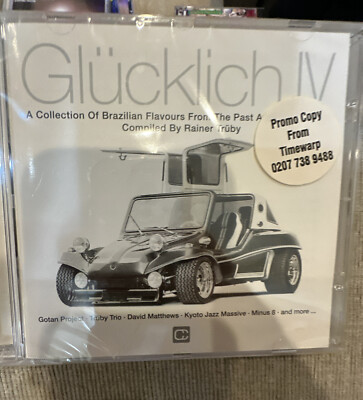 Glücklich IV
A Collection Of Brazilian Flavours From The Past A
Compiled By Rainer Trüby
Promo Copy
From
Timewarp
0207 738 9488
Gotan Project · Trüby Trio · David Matthews · Kyoto Jazz Massive · Minus 8 · and more ...